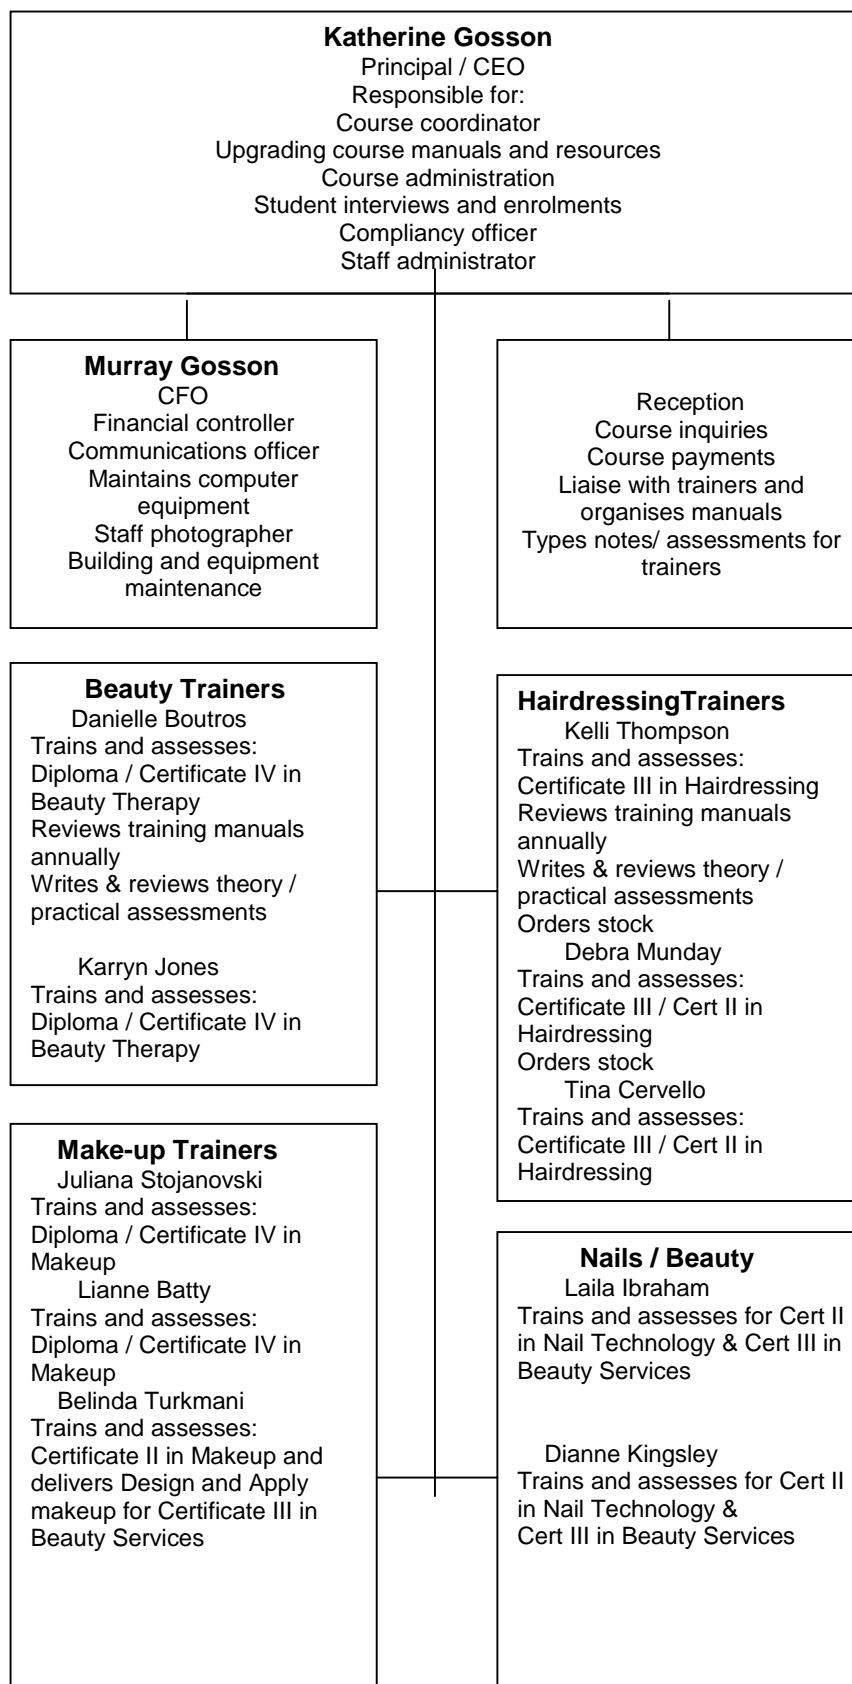 Katherine Gosson
Principal / CEO
Responsible for:
Course coordinator
Upgrading course manuals and resources
Course administration
Student interviews and enrolments
Compliancy officer
Staff administrator
Murray Gosson
CFO
Financial controller
Communications officer
Maintains computer
equipment
Staff photographer
Building and equipment
maintenance
Reception
Course inquiries
Course payments
Liaise with trainers and
organises manuals
Types notes/ assessments for
trainers
Beauty Trainers
Danielle Boutros
Trains and assesses:
Diploma / Certificate IV in
Beauty Therapy
Reviews training manuals
annually
Writes & reviews theory /
practical assessments
Karryn Jones
Trains and assesses:
Diploma / Certificate IV in
Beauty Therapy
HairdressingTrainers
Kelli Thompson
Trains and assesses:
Certificate III in Hairdressing
Reviews training manuals
annually
Writes & reviews theory /
practical assessments
Orders stock
Debra Munday
Trains and assesses:
Certificate III / Cert II in
Hairdressing
Orders stock
Tina Cervello
Trains and assesses:
Certificate III / Cert II in
Hairdressing
Make-up Trainers
Juliana Stojanovski
Trains and assesses:
Diploma / Certificate IV in
Makeup
Lianne Batty
Trains and assesses:
Diploma / Certificate IV in
Makeup
Belinda Turkmani
Trains and assesses:
Certificate II in Makeup and
delivers Design and Apply
makeup for Certificate III in
Beauty Services
Nails / Beauty
Laila Ibraham
Trains and assesses for Cert II
in Nail Technology & Cert III in
Beauty Services
Dianne Kingsley
Trains and assesses for Cert II
in Nail Technology &
Cert III in Beauty Services